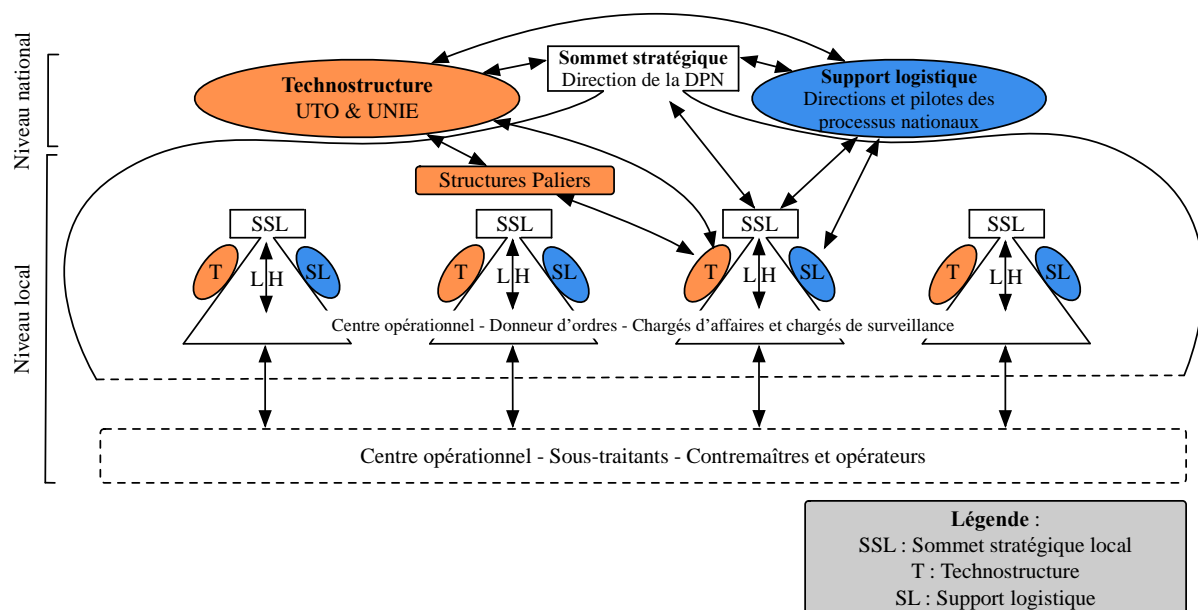 Niveau national
Niveau local
Sommet stratégique
Direction de la DPN
Technostructure
UTO & UNIE
Support logistique
Directions et pilotes des
processus nationaux
Structures Paliers
SSL
T
L H
SL
SSL
T
L H
SL
SSL
T
L H
SL
SSL
T
L H
SL
Centre opérationnel - Donneur d’ordres - Chargés d’affaires et chargés de surveillance
Centre opérationnel - Sous-traitants - Contremaîtres et opérateurs
Légende :
SSL : Sommet stratégique local
T : Technostructure
SL : Support logistique